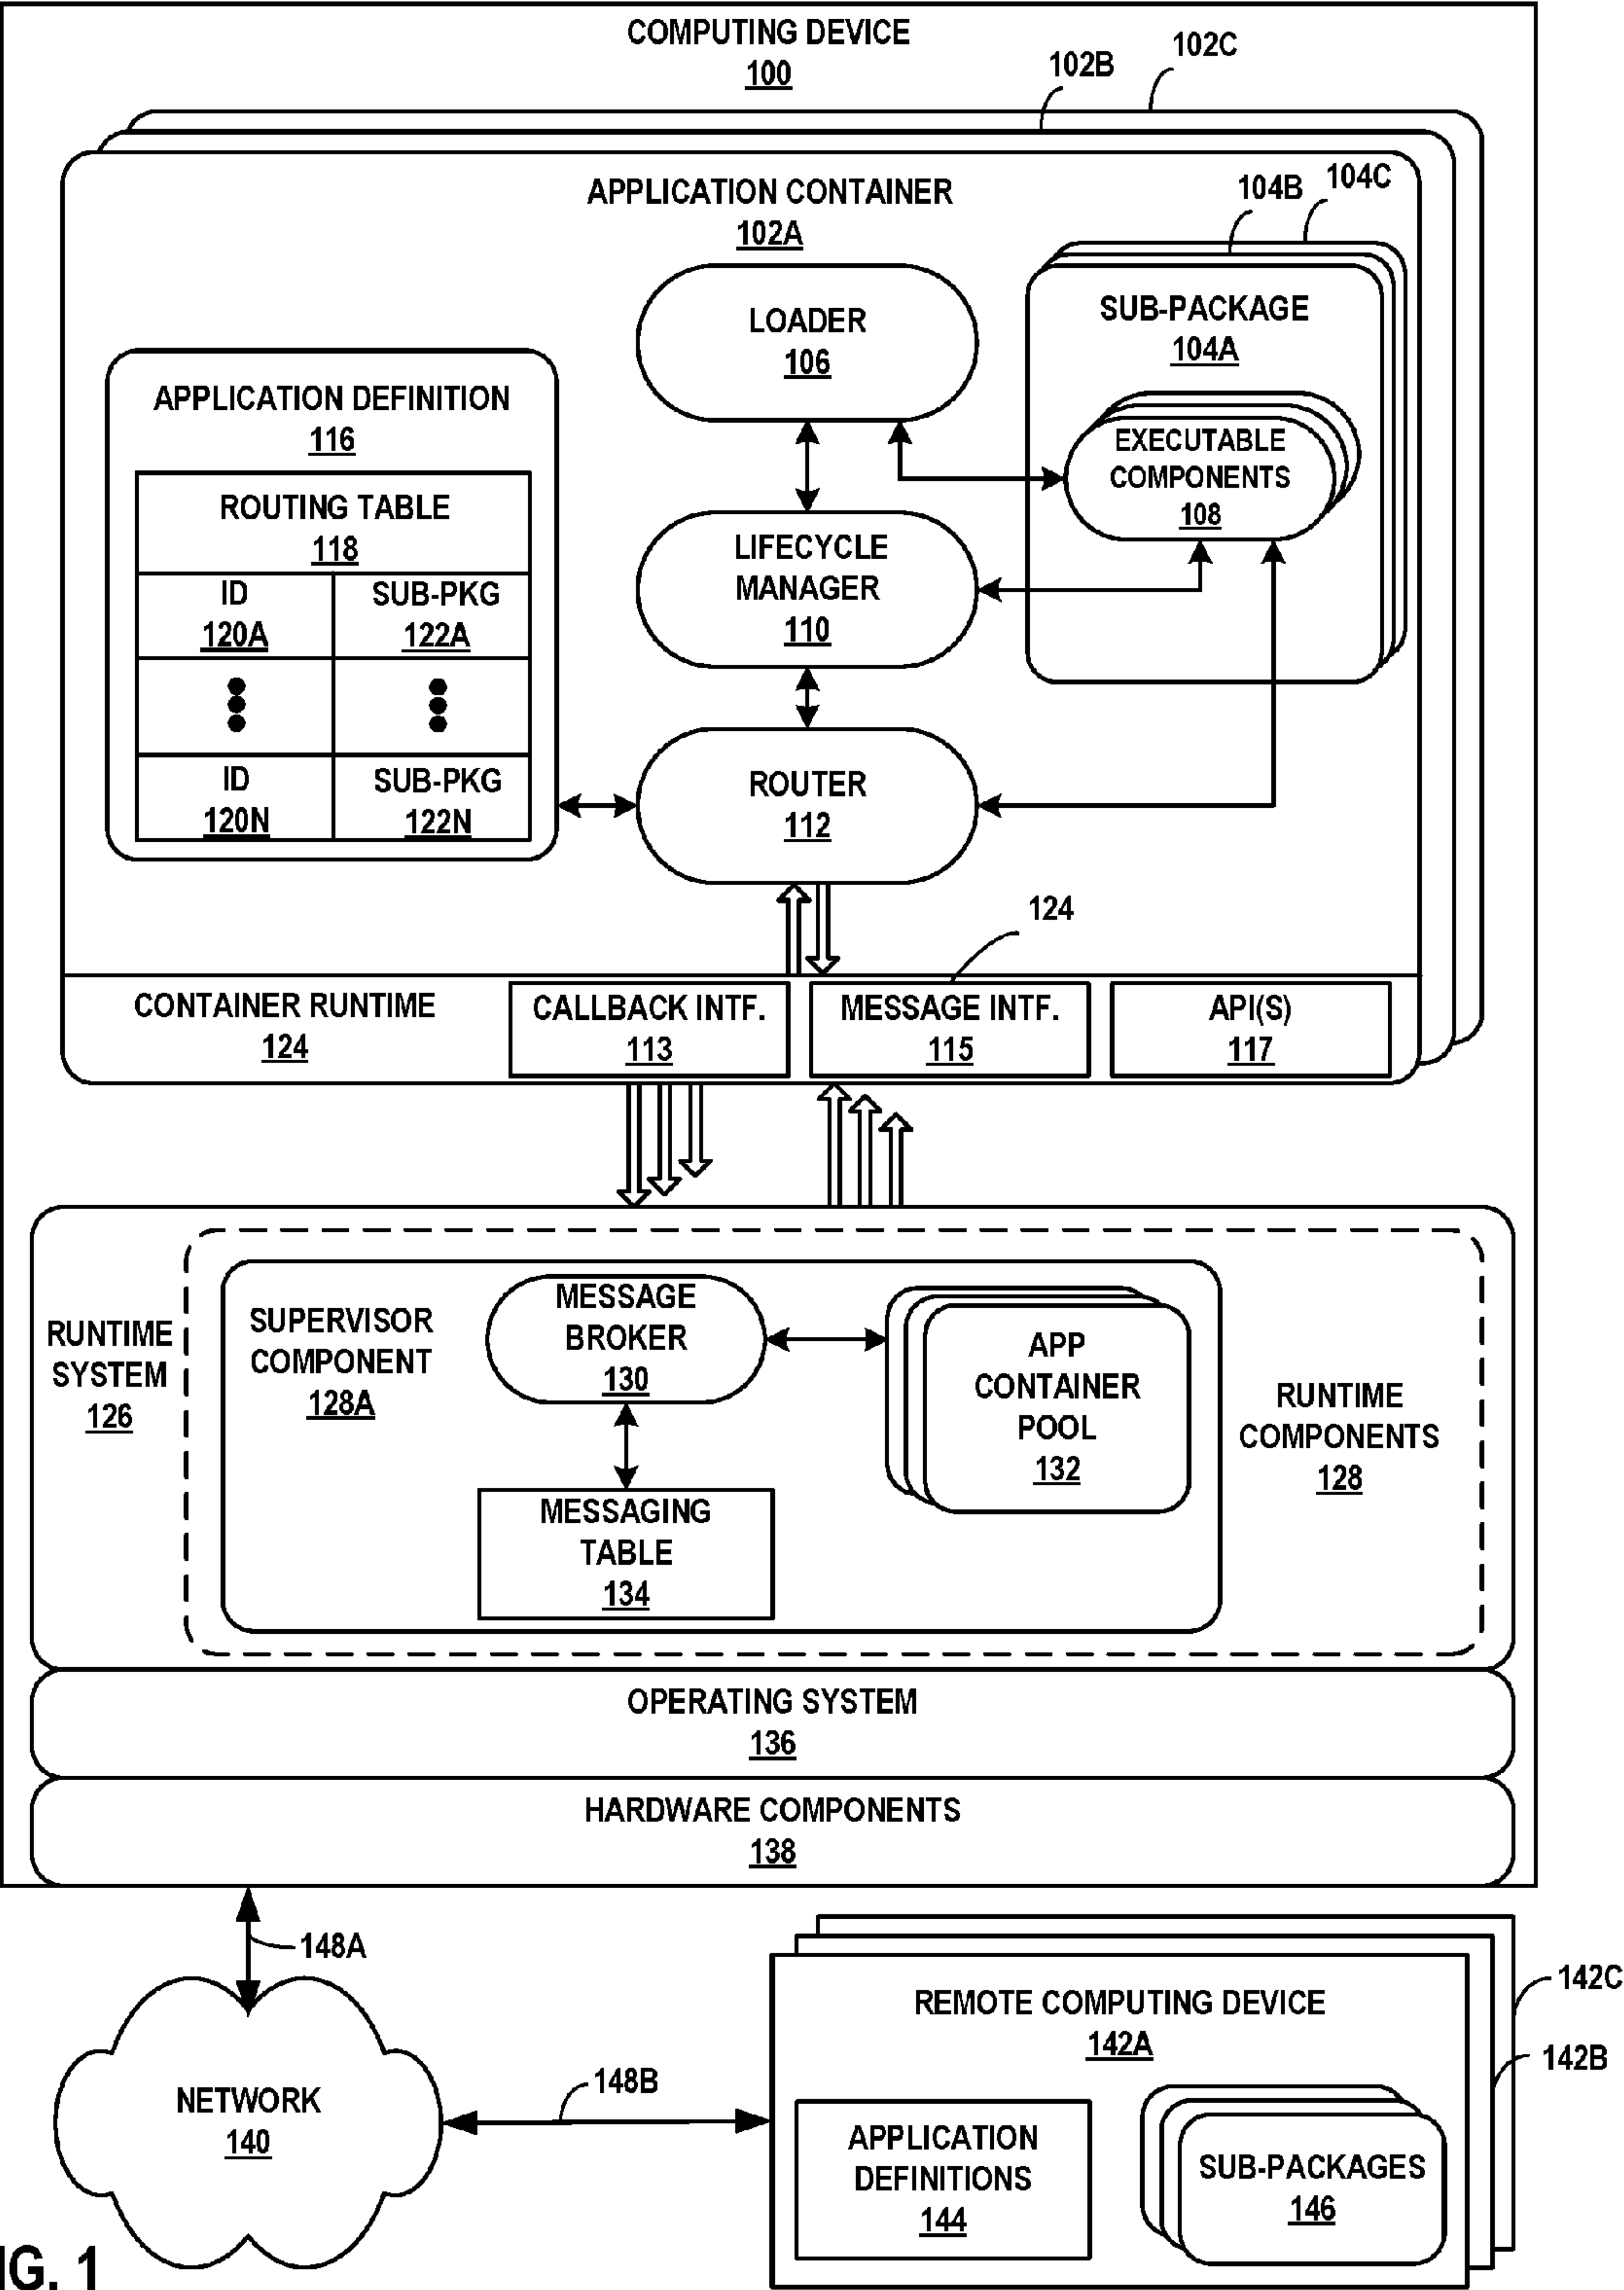 COMPUTING DEVICE
100
102B
102C
APPLICATION CONTAINER
102A
104B
104C
LOADER
106
SUB-PACKAGE
104A
EXECUTABLE
COMPONENTS
108
APPLICATION DEFINITION
116
ROUTING TABLE
118
ID
120A
SUB-PKG
122A
ID
120N
SUB-PKG
122N
LIFECYCLE
MANAGER
110
ROUTER
112
124
CONTAINER RUNTIME
124
CALLBACK INTF.
113
MESSAGE INTF.
115
API(S)
117
RUNTIME
SYSTEM
126
SUPERVISOR
COMPONENT
128A
MESSAGE
BROKER
130
APP
CONTAINER
POOL
132
MESSAGING
TABLE
134
RUNTIME
COMPONENTS
128
OPERATING SYSTEM
136
HARDWARE COMPONENTS
138
148A
NETWORK
140
148B
REMOTE COMPUTING DEVICE
142A
142C
142B
APPLICATION
DEFINITIONS
144
SUB-PACKAGES
146
IG. 1